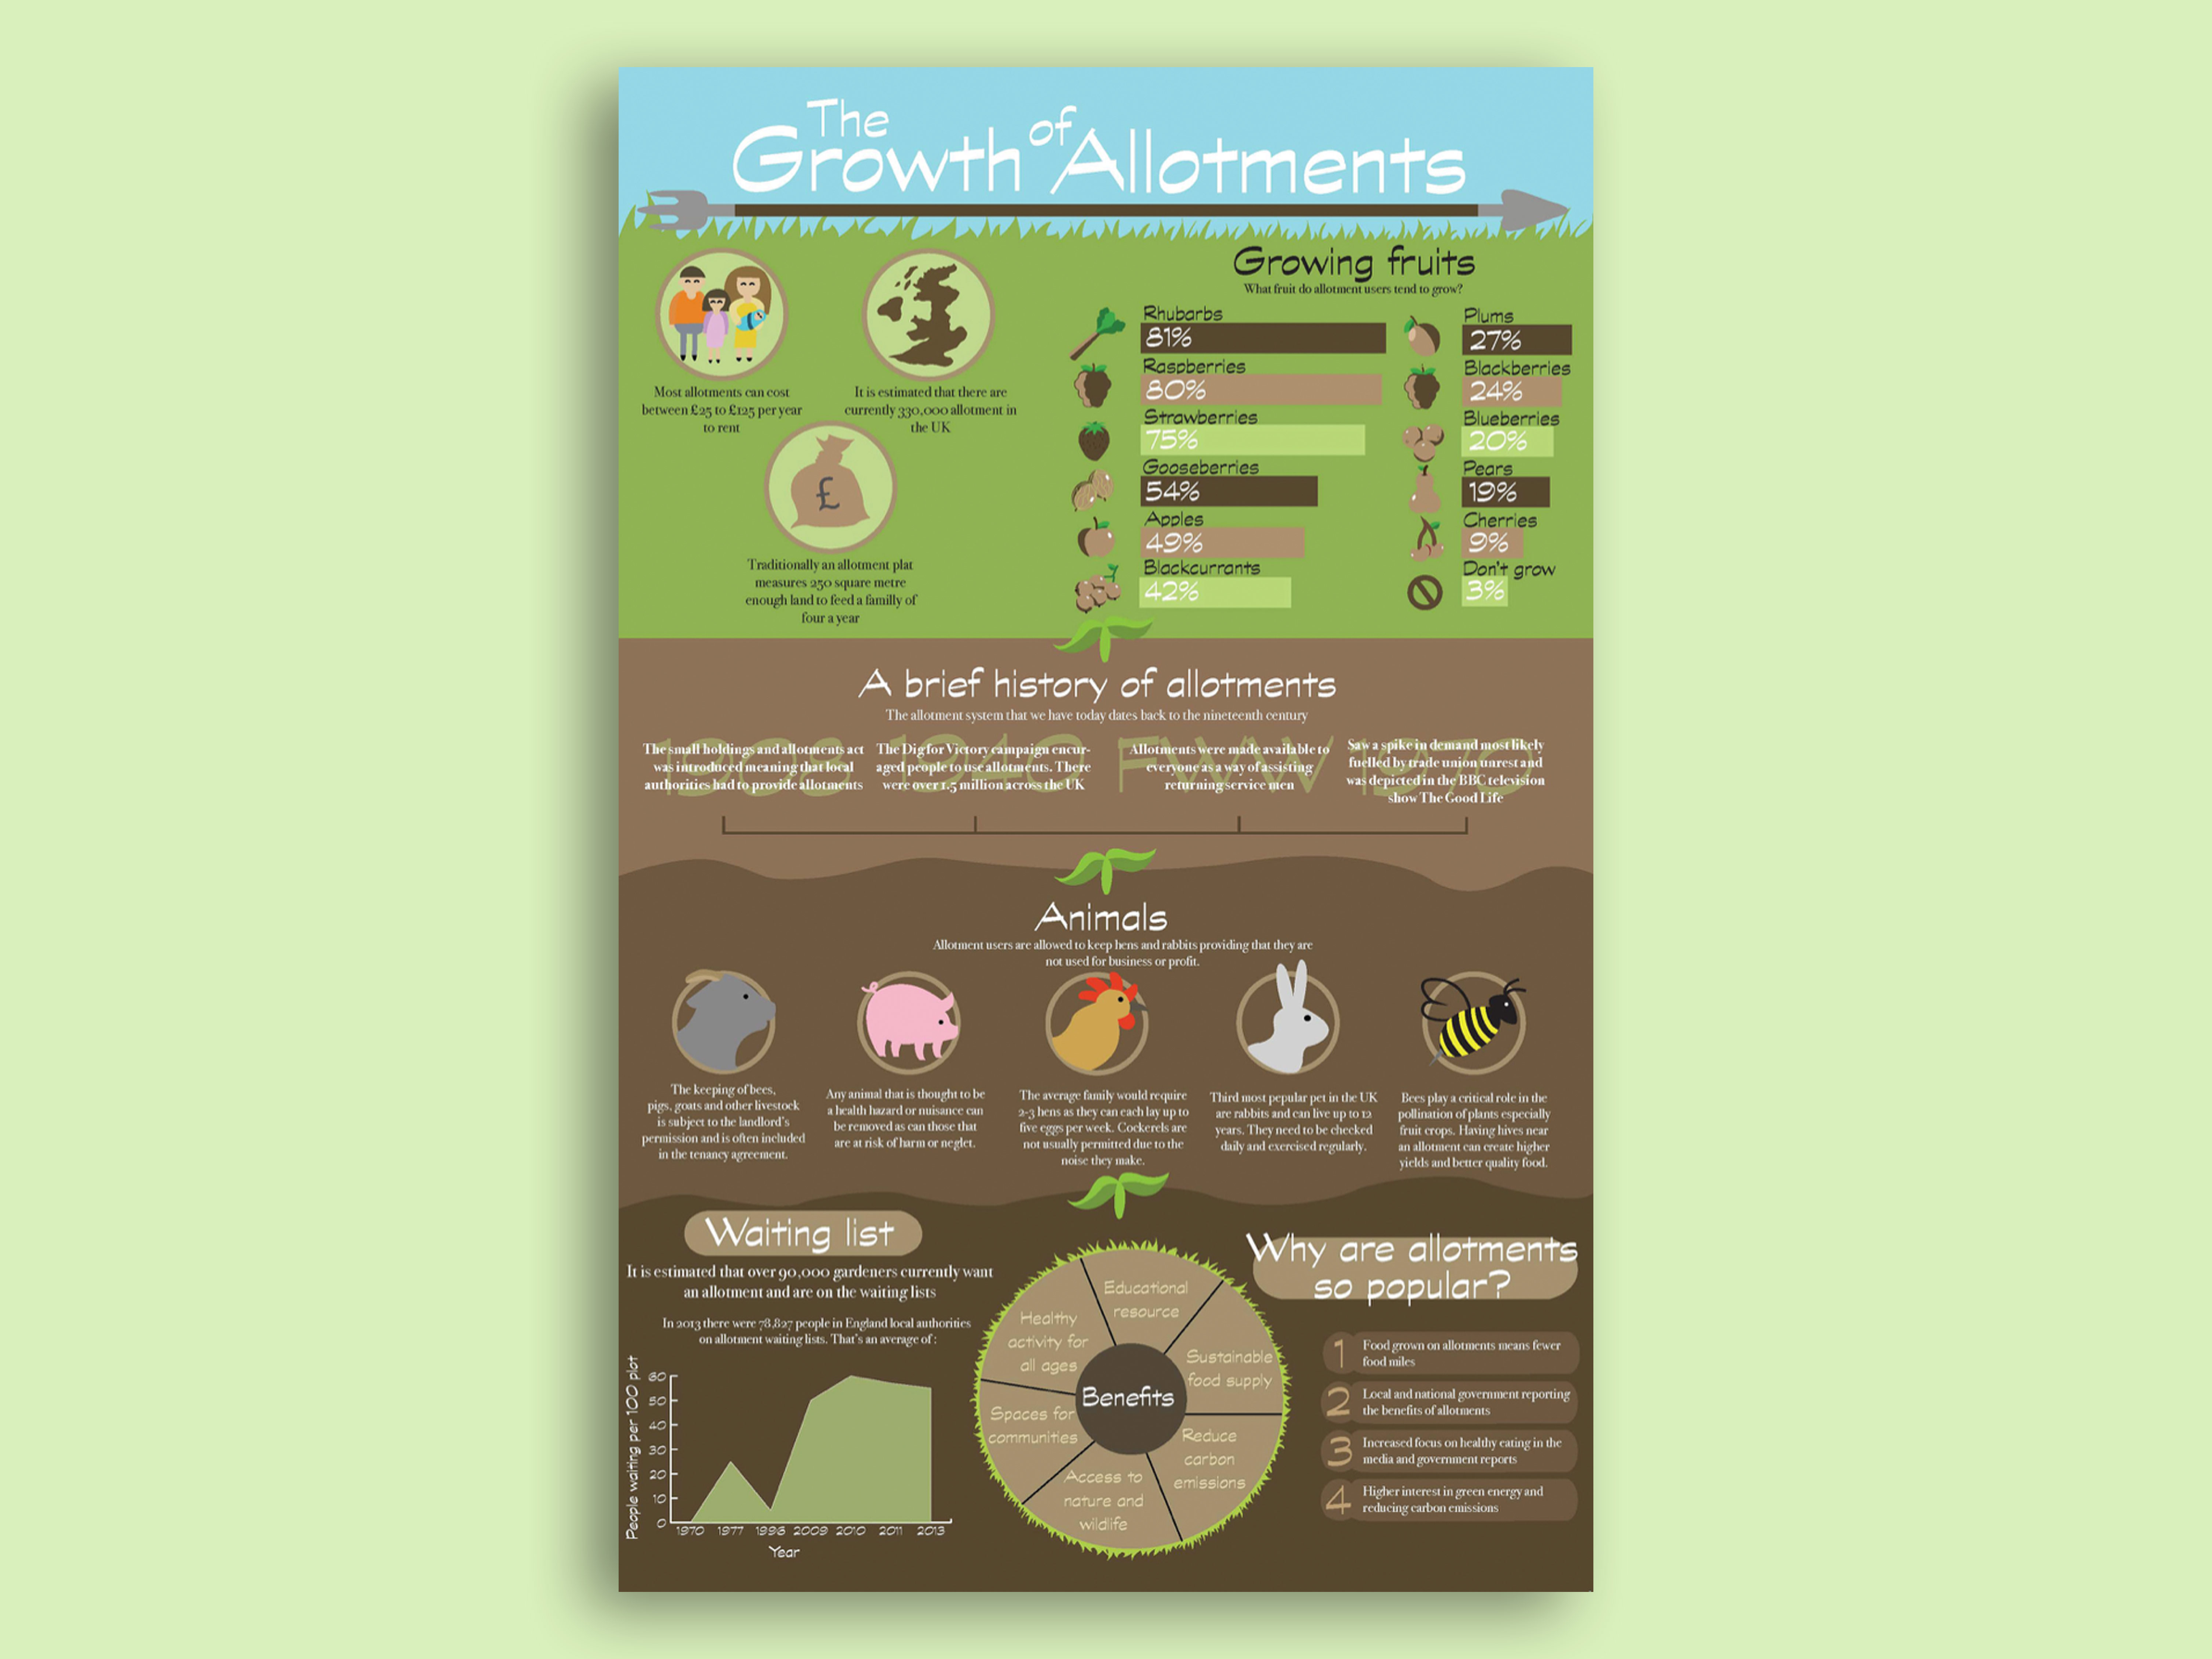 The
Growth of Allotments
Most allotments can cost
between £25 to £125 per year
to rent
It is estimated that there are
currently 330,000 allotment in
the UK
£
Traditionally an allotment plat
measures 250 square metre
enough land to feed a familly of
four a year
Growing fruits
What fruit do allotment users tend to grow?
Rhubarbs
81%
Raspberries
80%
Strawberries
75%
Gooseberries
54%
Apples
49%
Blackcurrants
42%
Plums
27%
Blackberries
24%
Blueberries
20%
Pears
19%
Cherries
9%
Don't grow
3%
A brief history of allotments
The allotment system that we have today dates back to the nineteenth century
1908
The small holdings and allotments act
was introduced meaning that local
authorities had to provide allotments
1940
The Dig for Victory campaign encur-
aged people to use allotments. There
were over 1.5 million across the UK
FWW
Allotments were made available to
everyone as a way of assisting
returning service men
1970
Saw a spike in demand most likely
fuelled by trade union unrest and
was depicted in the BBC television
show The Good Life
Animals
Allotment users are allowed to keep hens and rabbits providing that they are
not used for business or profit.
The keeping of bees,
pigs, goats and other livestock
is subject to the landlord's
permission and is often included
in the tenancy agreement.
Any animal that is thought to be
a health hazard or nuisance can
be removed as can those that
are at risk of harm or neglet.
The average family would require
2-3 hens as they can each lay up to
five eggs per week. Cockerels are
not usually permitted due to the
noise they make.
Third most pepular pet in the UK
are rabbits and can live up to 12
years. They need to be checked
daily and exercised regularly.
Bees play a critical role in the
pollination of plants especially
fruit crops. Having hives near
an allotment can create higher
yields and better quality food.
Waiting list
It is estimated that over 90,000 gardeners currently want
an allotment and are on the waiting lists
In 2013 there were 78,827 people in England local authorities
on allotment waiting lists. That's an average of :
People waiting per 100 plot
60
50
40
30
20
10
0
1970 1977 1996 2009 2010 2011 2013
Year
Benefits
Educational
resource
Sustainable
food supply
Reduce
carbon
emissions
Access to
nature and
wildlife
Spaces for
communities
Healthy
activity for
all ages
Why are allotments
so popular?
1
Food grown on allotments means fewer
food miles
2
Local and national government reporting
the benefits of allotments
3
Increased focus on healthy eating in the
media and government reports
4
Higher interest in green energy and
reducing carbon emissions